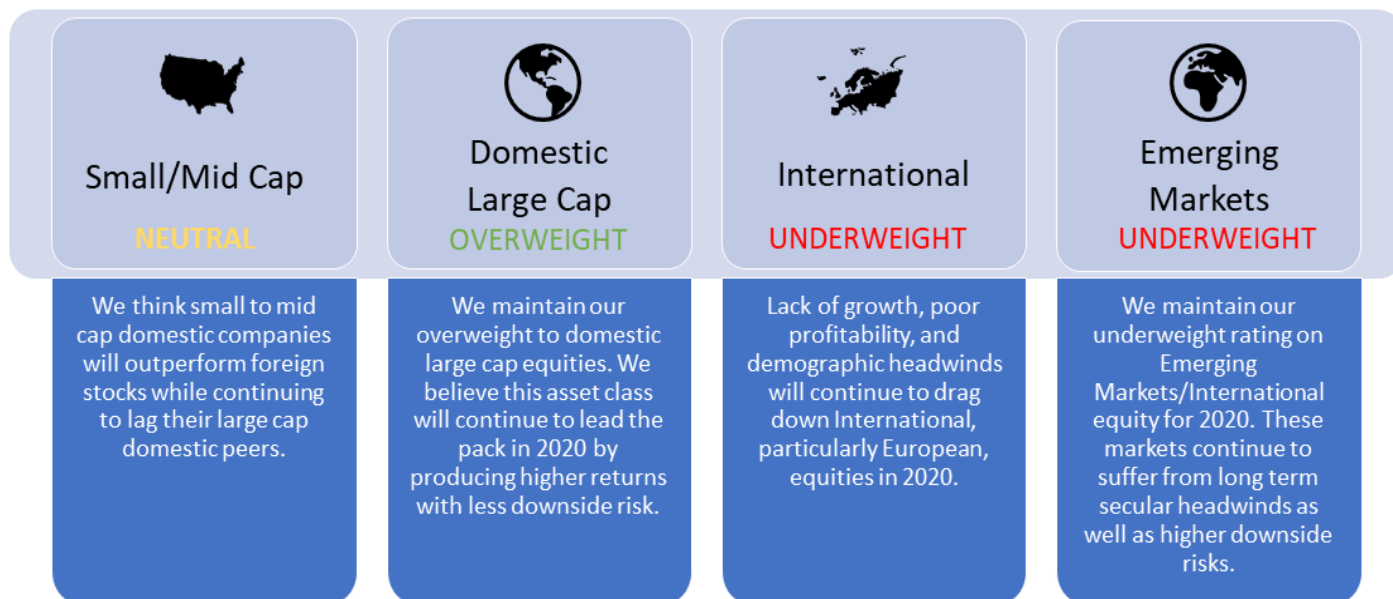 Small/Mid Cap
NEUTRAL
We think small to mid
cap domestic companies
will outperform foreign
stocks while continuing
to lag their large cap
domestic peers.
Domestic
Large Cap
OVERWEIGHT
We maintain our
overweight to domestic
large cap equities. We
believe this asset class
will continue to lead the
pack in 2020 by
producing higher returns
with less downside risk.
International
UNDERWEIGHT
Lack of growth, poor
profitability, and
demographic headwinds
will continue to drag
down International,
particularly European,
equities in 2020.
Emerging
Markets
UNDERWEIGHT
We maintain our
underweight rating on
Emerging
Markets/International
equity for 2020. These
markets continue to
suffer from long term
secular headwinds as
well as higher downside
risks.